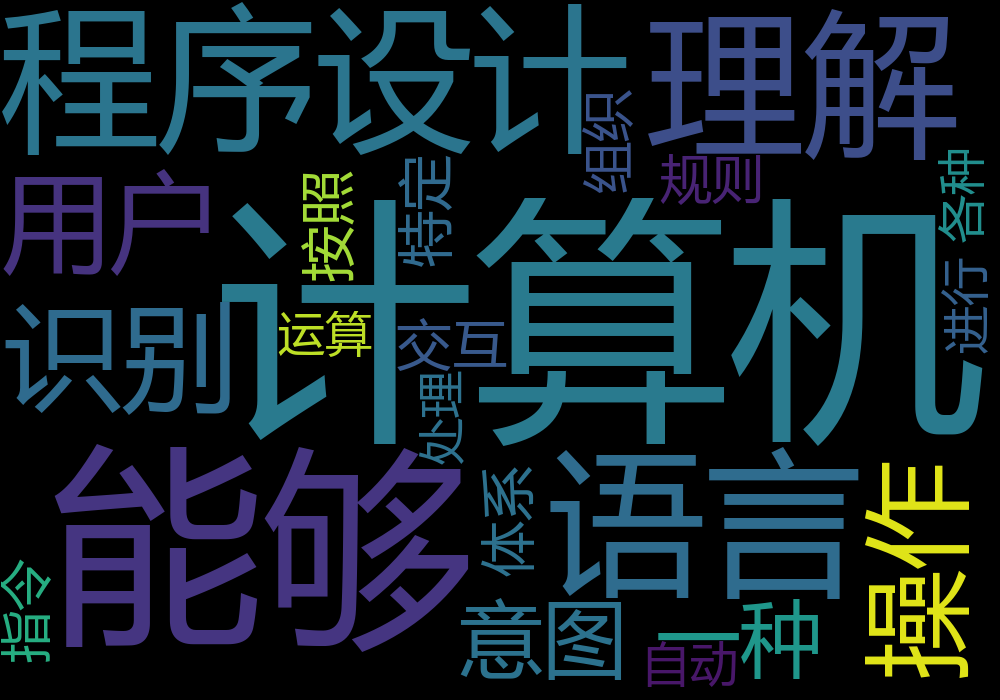 程序设计
理解
组织
规则
各种
用户
按照
特定
计算机
进行
识别
运算
交互
处理
能够
语言
体系
操作
指令
意图
一种
自动